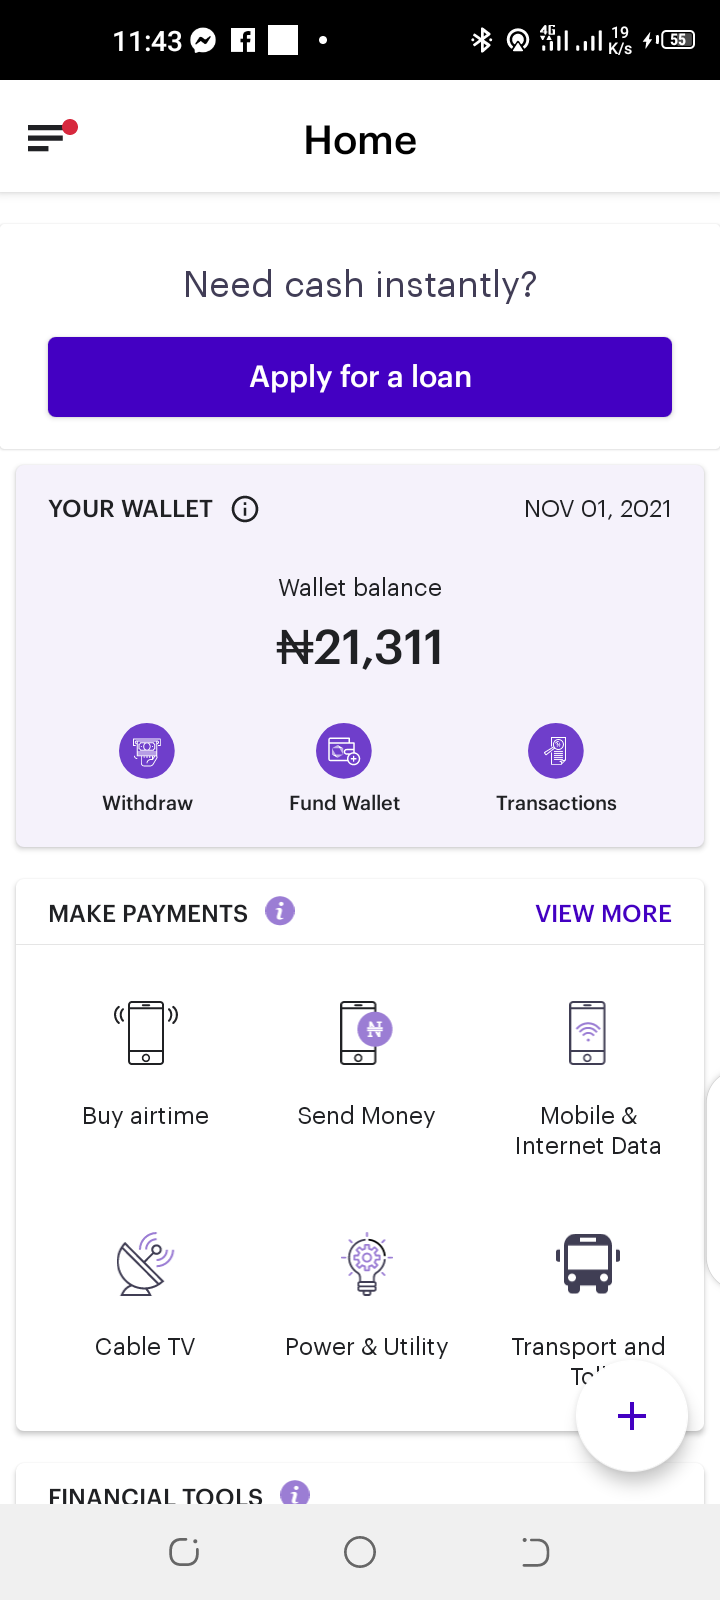 11:43
4G
19
K/s
55
Home
Need cash instantly?
Apply for a loan
YOUR WALLET
NOV 01, 2021
Wallet balance
₦21,311
Withdraw
Fund Wallet
Transactions
MAKE PAYMENTS
VIEW MORE
Buy airtime
Send Money
Mobile &
Internet Data
Cable TV
Power & Utility
Transport and
FINANCIAL TOOLS